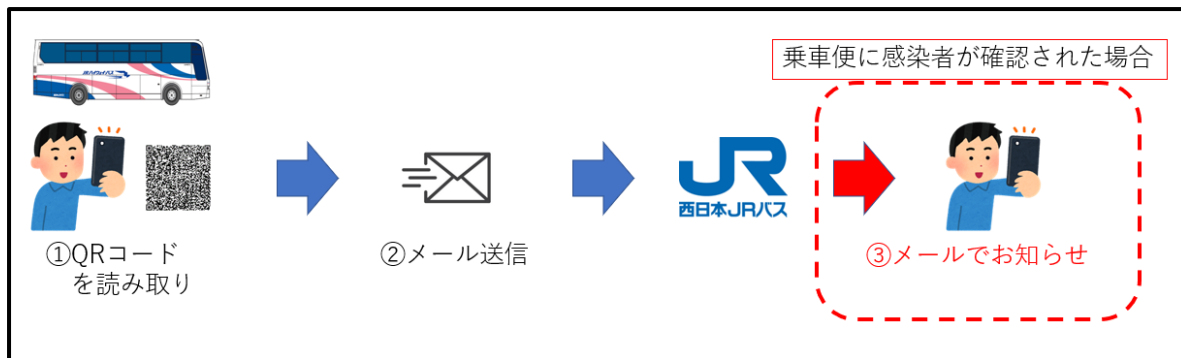 乗車便に感染者が確認された場合
JR
西日本JRバス
①QRコード
を読み取り
②メール送信
③メールでお知らせ